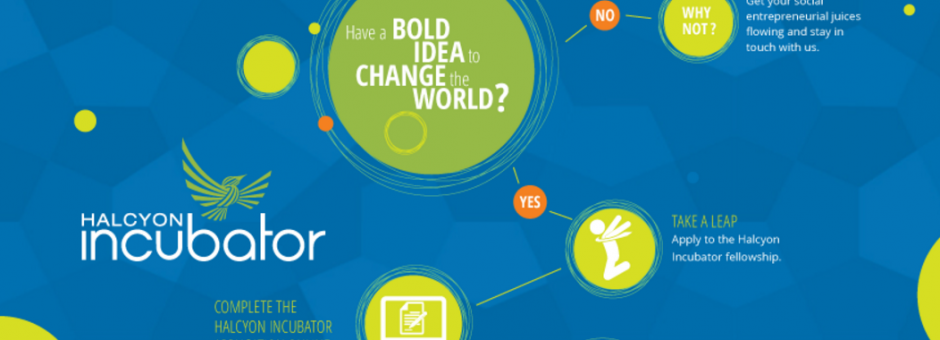 Have a BOLD
IDEA to
CHANGE the
WORLD?
NO
WHY
NOT?
Get your social
entrepreneurial juices
flowing and stay in
touch with us.
YES
TAKE A LEAP
Apply to the Halcyon
Incubator fellowship.
HALCYON
incubator
COMPLETE THE
HALCYON INCUBATOR